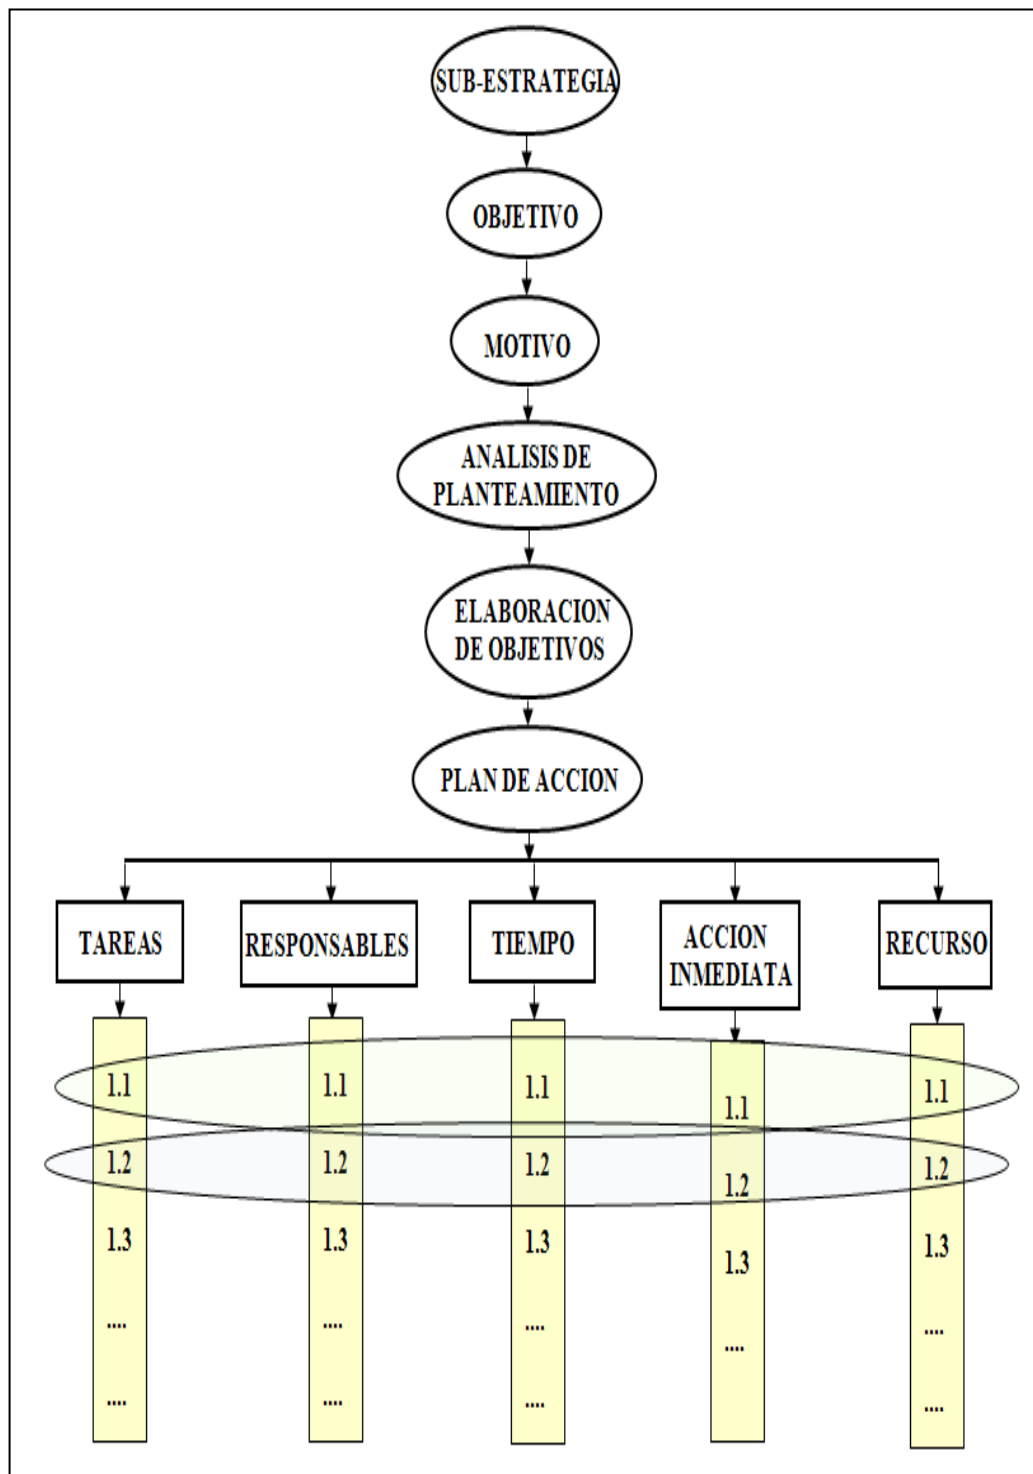 SUB-ESTRATEGIA
OBJETIVO
MOTIVO
ANALISIS DE
PLANTEAMIENTO
ELABORACION
DE OBJETIVOS
PLAN DE ACCION
TAREAS
RESPONSABLES
TIEMPO
ACCION
INMEDIATA
RECURSO
1.1
1.2
1.3
....
....
1.1
1.2
1.3
....
....
1.1
1.2
1.3
....
....
1.1
1.2
1.3
....
1.1
1.2
1.3
....
....